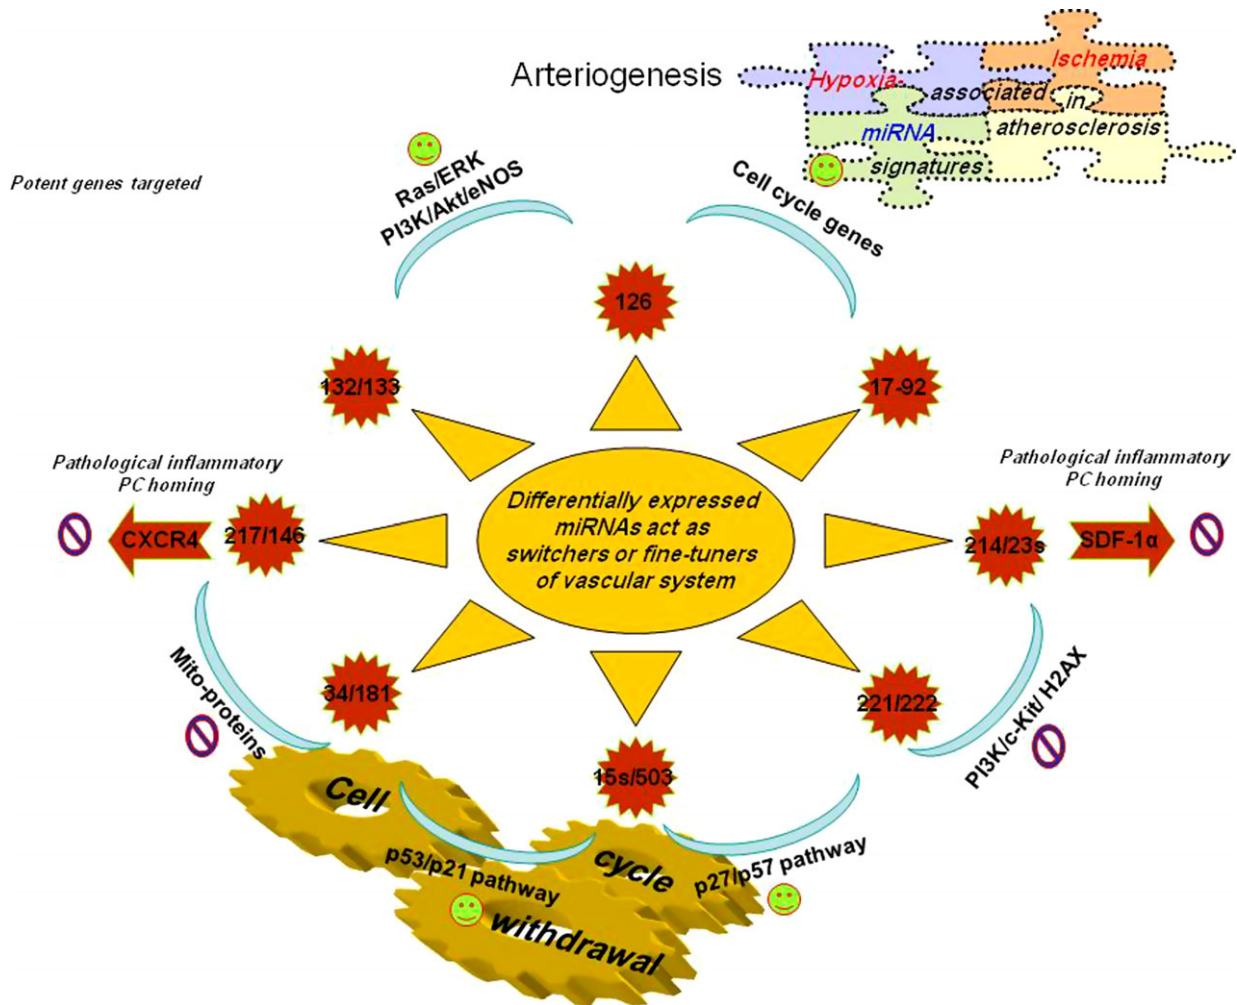 Arteriogenesis
Hypoxia-
Ischemia
associated
in
miRNA
atherosclerosis
signatures
Potent genes targeted
Ras/ERK
PI3K/Akt/eNOS
Cell cycle genes
126
132/133
17-92
Pathological inflammatory
PC homing
Pathological inflammatory
PC homing
CXCR4
217/146
Differentially expressed
miRNAs act as
switchers or fine-tuners
of vascular system
214/23s
SDF-1α
Mito-proteins
34/181
221/222
PI3K/c-Kit/ H2AX
15s/503
Cell
cycle
withdrawal
p53/p21 pathway
p27/p57 pathway